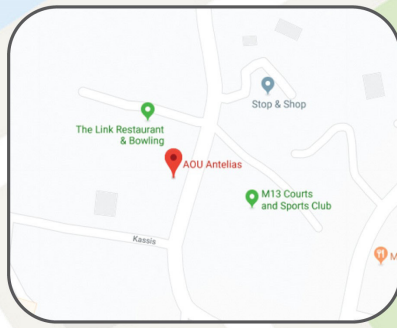 Stop & Shop
The Link Restaurant
& Bowling
AOU Antelias
M13 Courts
and Sports Club
Kassis
M